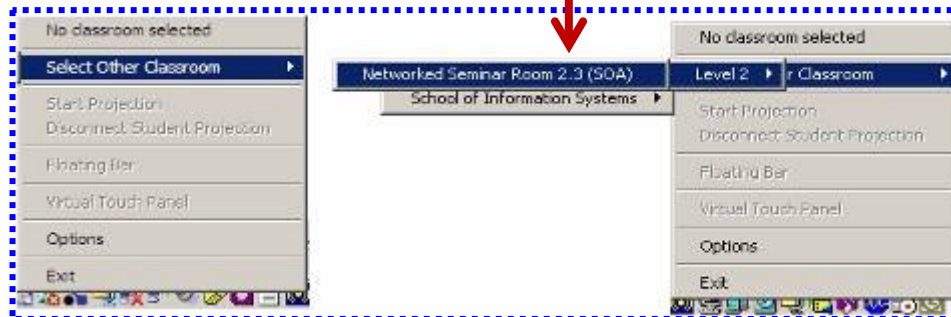 No classroom selected
Select Other Classroom
Start Projection
Disconnect Student Projection
Floating Bar
Virtual Touch Panel
Options
Exit
Networked Seminar Room 2.3 (SOA)
School of Information Systems
No classroom selected
Level 2
r Classroom
Start Projection
Disconnect Student Projection
Floating Bar
Virtual Touch Panel
Options
Exit